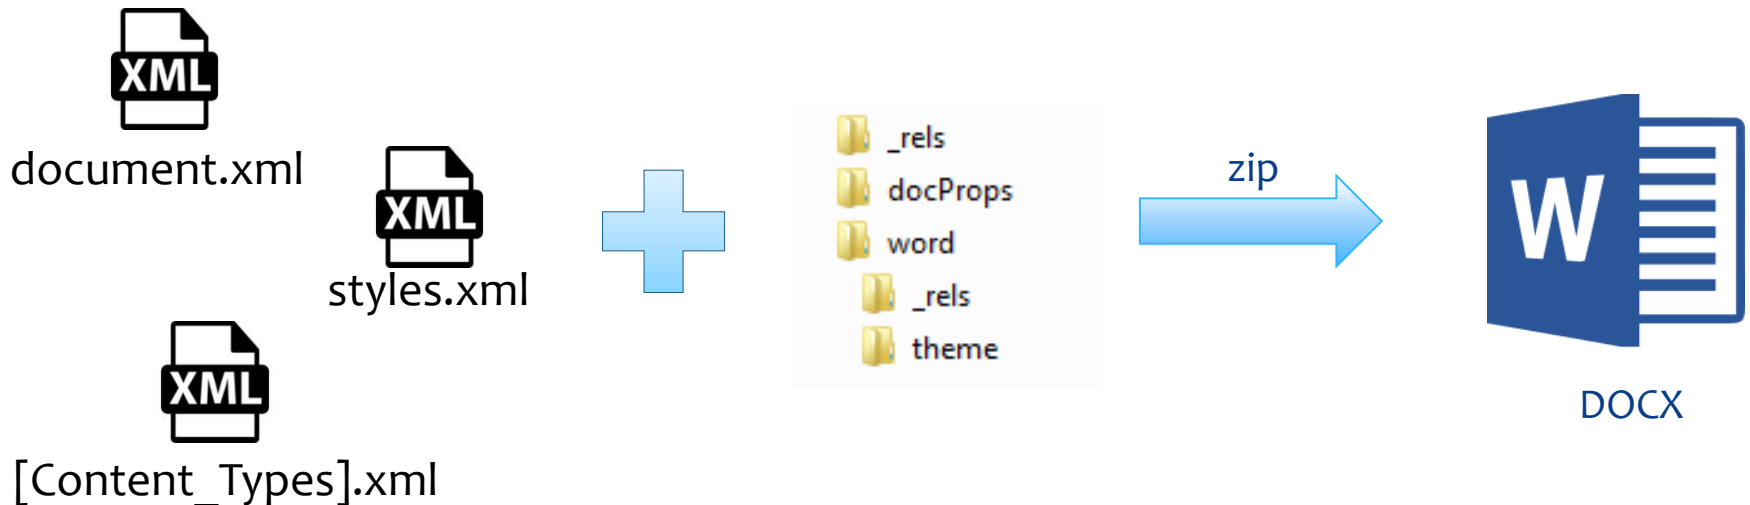 XML
document.xml
XML
styles.xml
XML
[Content_Types].xml
_rels
docProps
word
_rels
theme
zip
W
DOCX